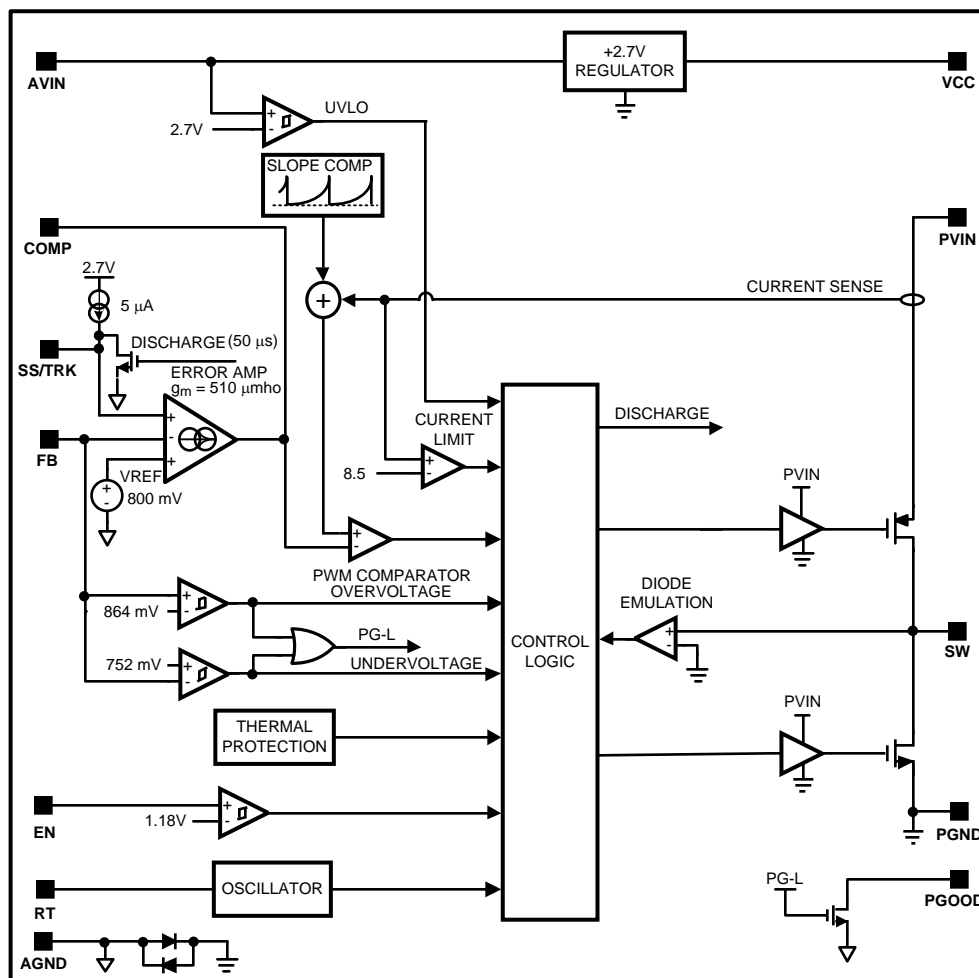 +2.7V
REGULATOR
AVIN
VCC
UVLO
+
-
2.7V
SLOPE COMP
COMP
PVIN
2.7V
5 μA
+
CURRENT SENSE
DISCHARGE (50 μs)
SS/TRK
ERROR AMP
gm = 510 μmho
+
-
+
FB
VREF
800 mV
+
-
CURRENT
LIMIT
+
-
8.5
DISCHARGE
PVIN
+
-
PWM COMPARATOR
OVERVOLTAGE
+
-
864 mV
PG-L
752 mV
+
-
UNDERVOLTAGE
CONTROL
LOGIC
DIODE
EMULATION
+
-
SW
THERMAL
PROTECTION
PVIN
EN
+
-
1.18V
PGND
RT
OSCILLATOR
PG-L
PGOOD
AGND